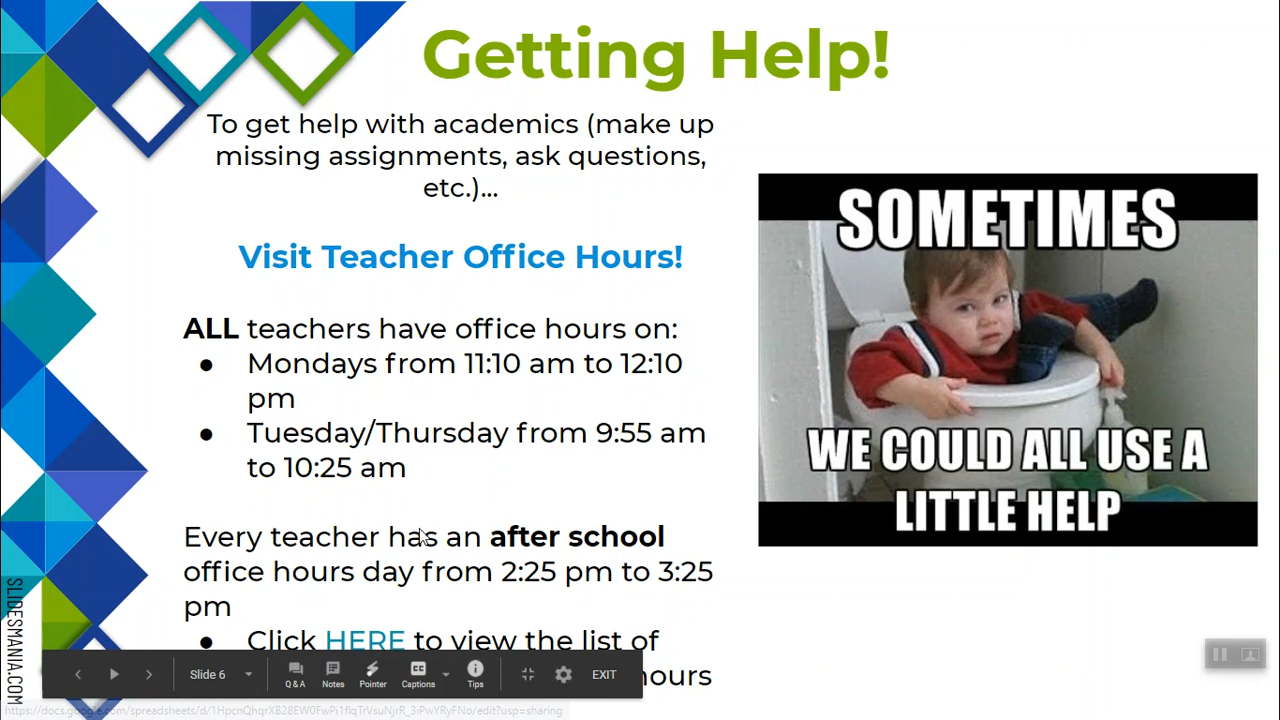 Getting Help!
To get help with academics (make up
missing assignments, ask questions,
etc.)...
Visit Teacher Office Hours!
ALL teachers have office hours on:
● Mondays from 11:10 am to 12:10
pm
● Tuesday/Thursday from 9:55 am
to 10:25 am
Every teacher has an after school
office hours day from 2:25 pm to 3:25
pm
● Click HERE to view the list of
hours
SOMETIMES
WE COULD ALL USE A
LITTLE HELP
SLIDESMANIA.COM
Slide 6
Q & A
Notes
Pointer
CC
Captions
Tips
EXIT